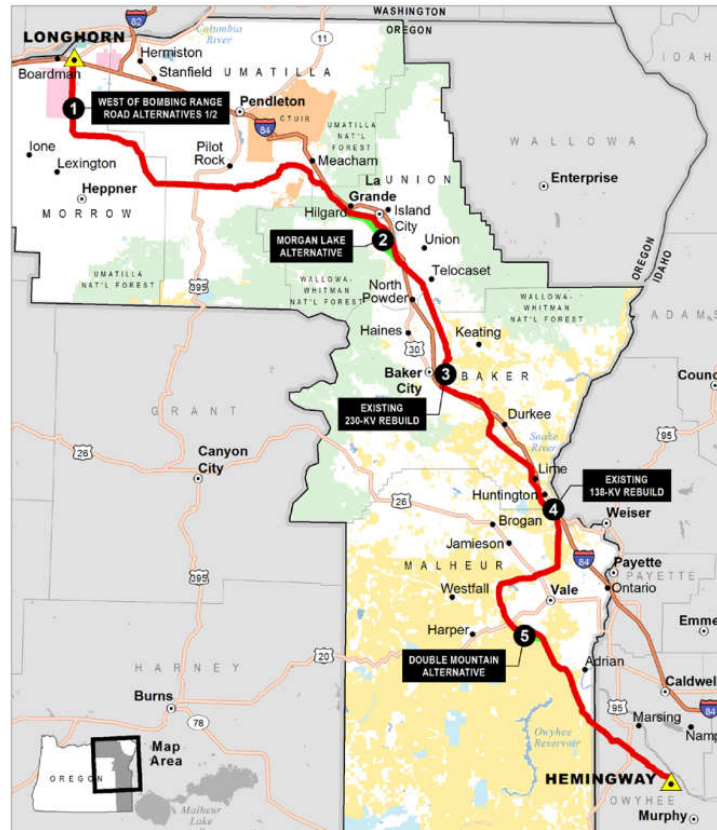 WASHINGTON
OREGON
82
LONGHORN
Columbia
River
11
Hermiston
Boardman
Stanfield
UMATILLA
IDAHO
1
WEST OF BOMBING RANGE
ROAD ALTERNATIVES 1/2
Pendleton
CTUIR
84
UMATILLA
NAT'L FOREST
WALLOWA
Ione
Lexington
Pilot
Rock
Meacham
Heppner
MORROW
La
Grande
UNION
Enterprise
Hilgard
Island
City
MORGAN LAKE
ALTERNATIVE
2
Union
OREGON
IDAHO
UMATILLA
NAT'L FOREST
395
WALLOWA-
WHITMAN
NAT'L FOREST
Telocaset
North
Powder
WALLOWA-
WHITMAN
NAT'L FOREST
ADAMS
Haines
30
Keating
Baker
City
3
BAKER
Counc
EXISTING
230-KV REBUILD
GRANT
Durkee
Snake
River
95
26
Canyon
City
Lime
EXISTING
138-KV REBUILD
Huntington
4
26
Brogan
Weiser
Jamieson
MALHEUR
84
Payette
PAYETTE
395
Westfall
Vale
Ontario
Harper
5
Emme
20
DOUBLE MOUNTAIN
ALTERNATIVE
Adrian
HARNEY
Caldwell
Burns
95
84
78
Marsing
Namp
Map
Area
Owyhee
Reservoir
OREGON
HEMINGWAY
OWYHEE
Malheur
Lake
Murphy